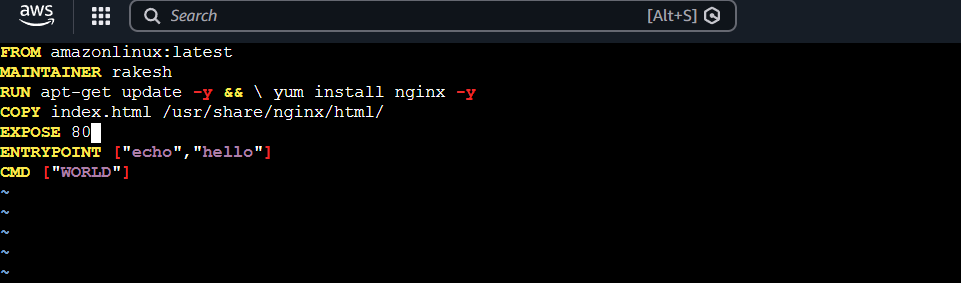 aws
Search [Alt+S]
FROM amazonlinux:latest
MAINTAINER rakesh
RUN apt-get update -y && \ yum install nginx -y
COPY index.html /usr/share/nginx/html/
EXPOSE 80
ENTRYPOINT ["echo","hello"]
CMD ["WORLD"]
~
~
~
~
~